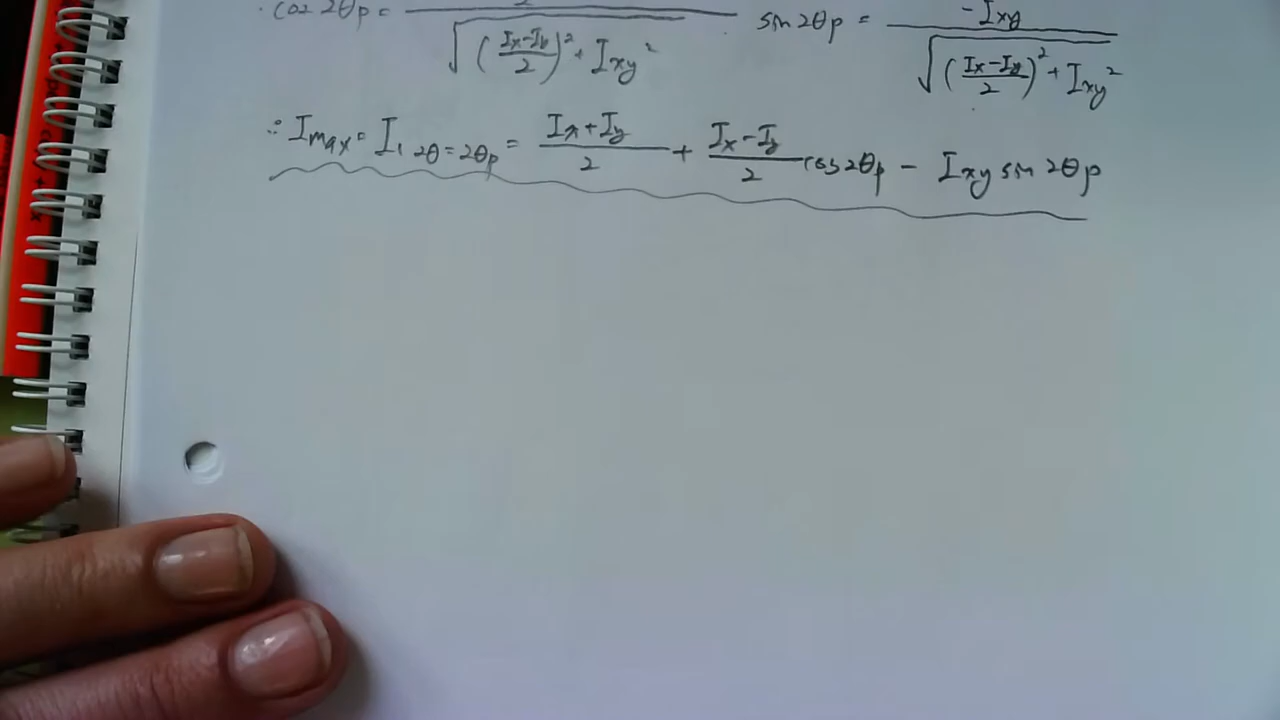 cos 2θp = ―――― / √((Ix-Iy)/2)² + Ixy² . sin 2θp = -Ixy / √((Ix-Iy)/2)² + Ixy²
∴ Imax = I1 2θ=2θp = (Ix+Iy)/2 + (Ix-Iy)/2 cos 2θp - Ixy sin 2θp